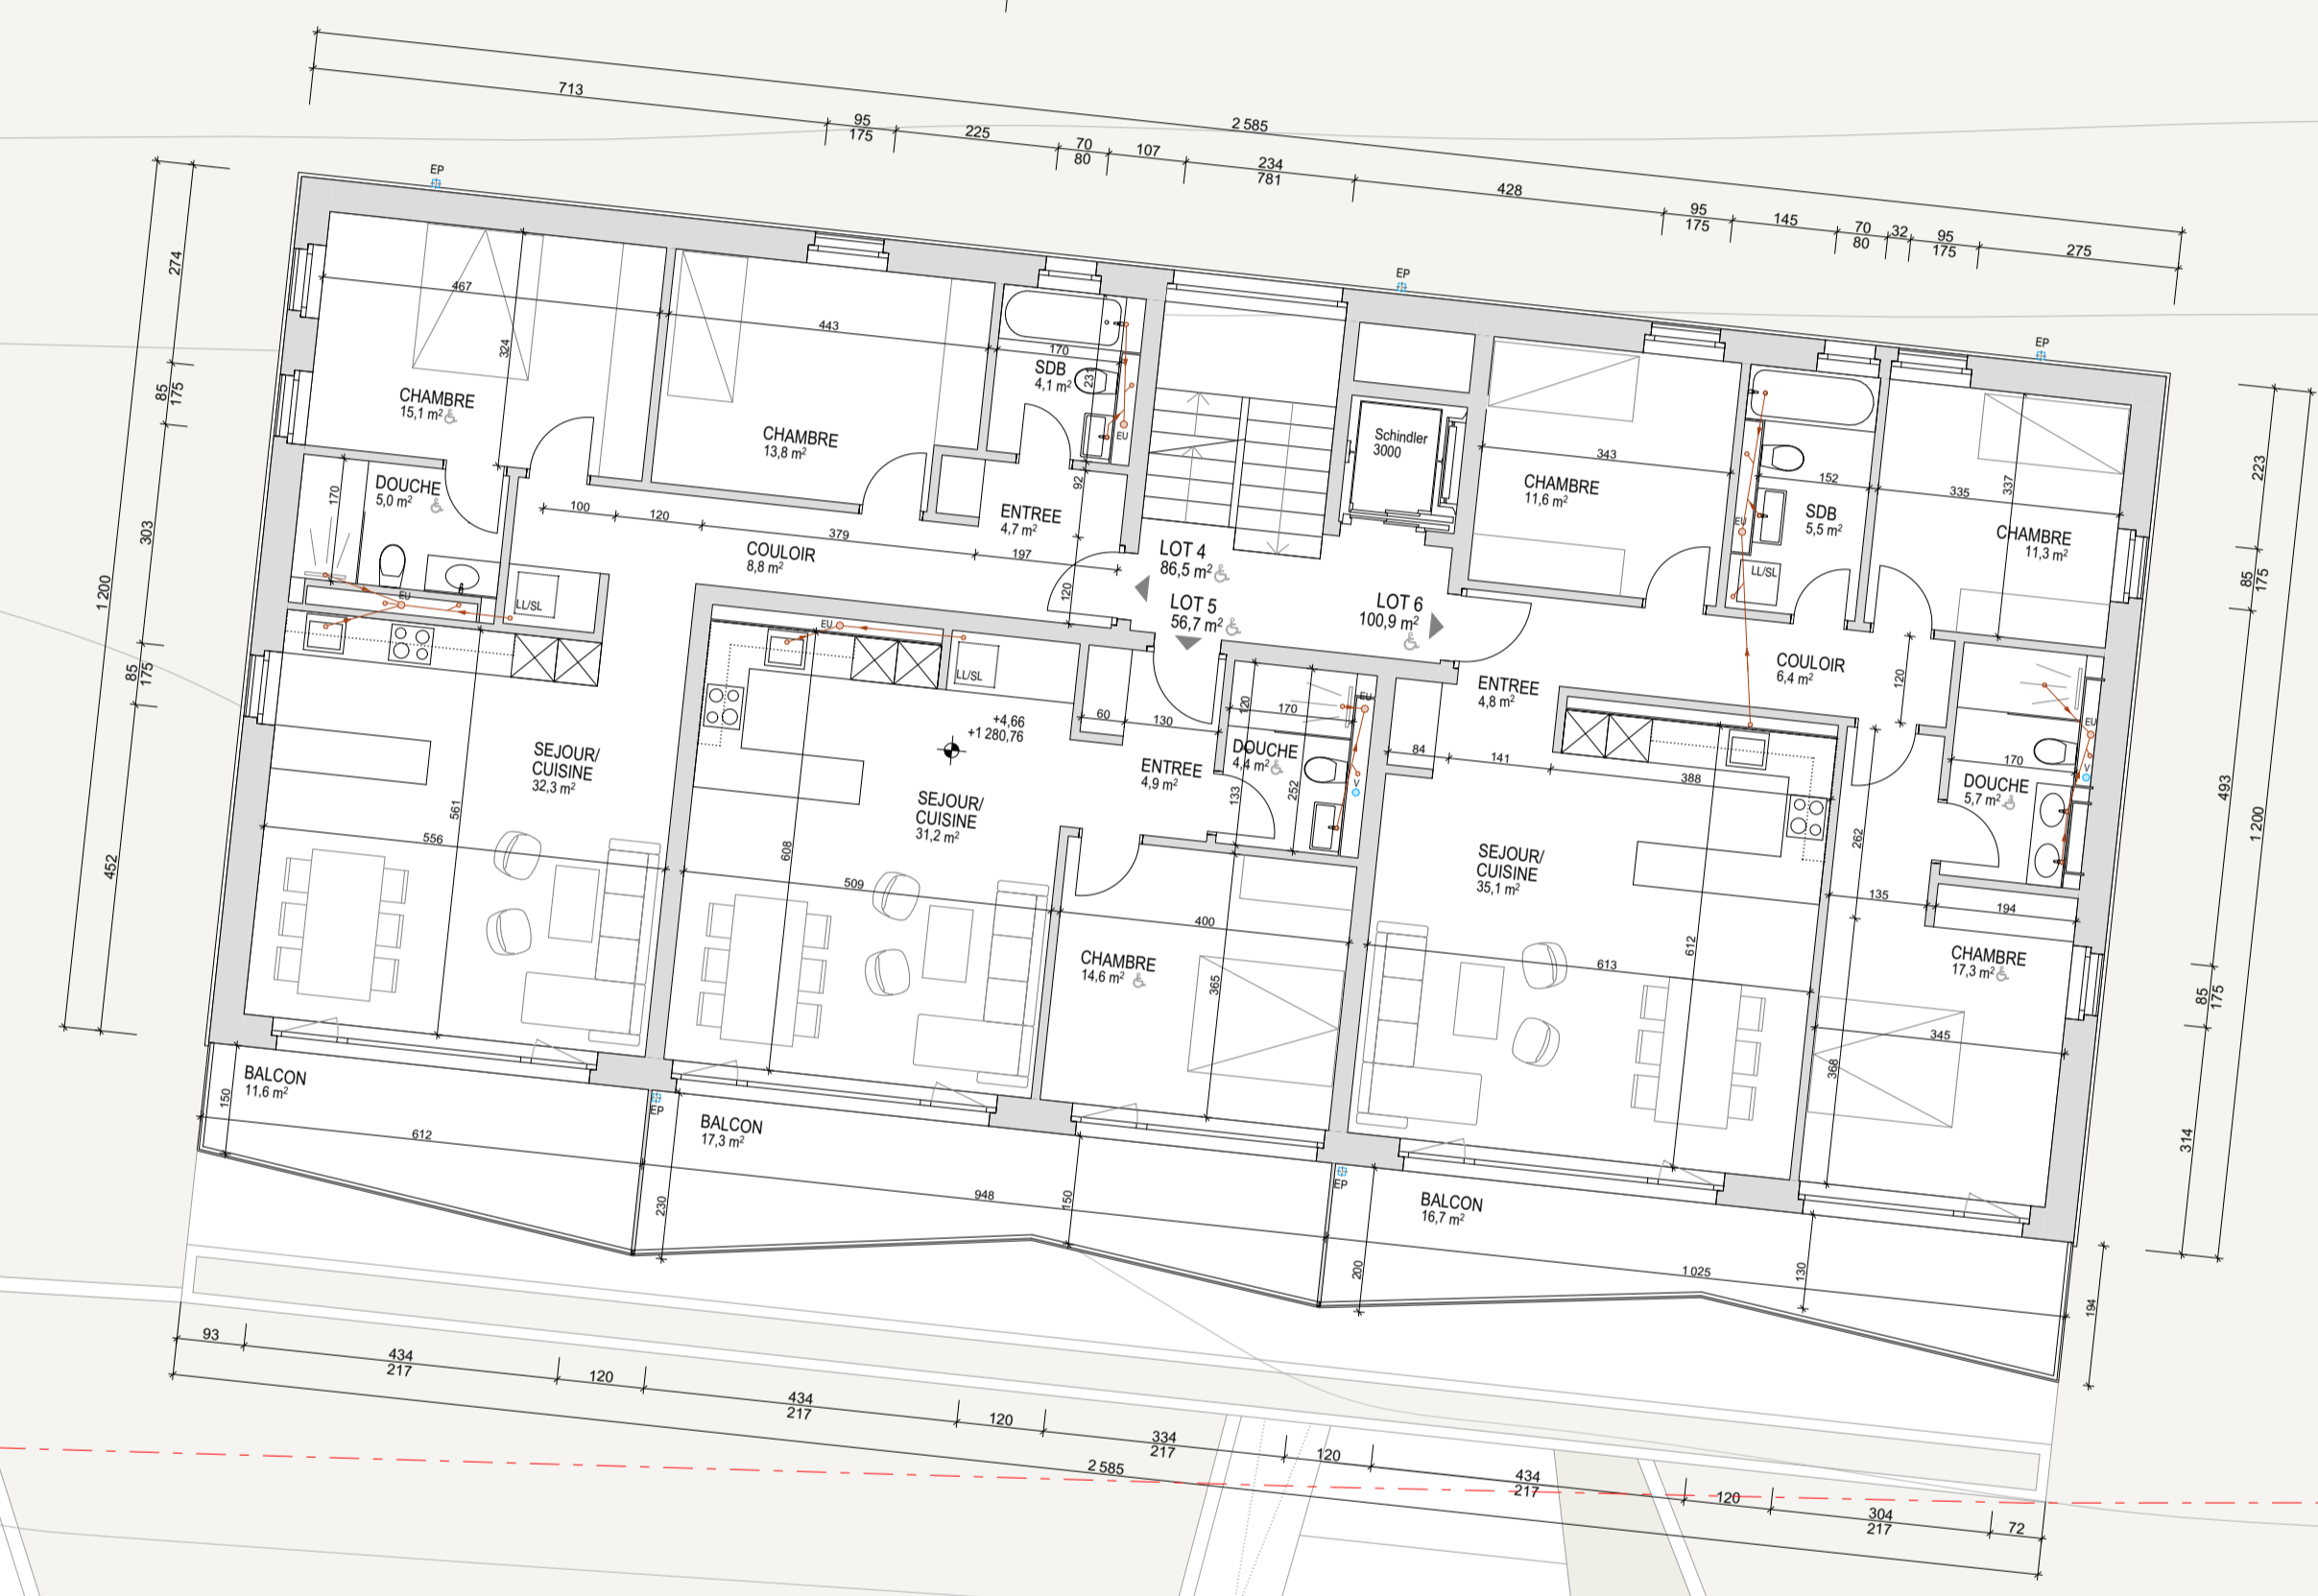 2 585
713
95
175
225
70
80
107
234
781
428
95
175
145
70
80
32
95
175
275
EP
EP
EP
274
85
175
303
1 200
85
175
452
223
85
175
493
1 200
85
175
314
194
467
324
443
170
231
CHAMBRE
15,1 m²
CHAMBRE
13,8 m²
SDB
4,1 m²
EU
DOUCHE
5,0 m²
170
EU
LL/SL
100
120
379
197
92
120
COULOIR
8,8 m²
ENTREE
4,7 m²
LOT 4
86,5 m²
LOT 5
56,7 m²
LOT 6
100,9 m²
Schindler
3000
343
CHAMBRE
11,6 m²
152
SDB
5,5 m²
EU
LL/SL
335
337
CHAMBRE
11,3 m²
COULOIR
6,4 m²
120
ENTREE
4,8 m²
84
141
388
EU
LL/SL
+4,66
+1 280,76
60
130
ENTREE
4,9 m²
120
170
EU
DOUCHE
4,4 m²
133
252
V
EU
170
V
DOUCHE
5,7 m²
262
135
194
SEJOUR/
CUISINE
32,3 m²
561
556
SEJOUR/
CUISINE
31,2 m²
608
509
400
CHAMBRE
14,6 m²
365
SEJOUR/
CUISINE
35,1 m²
612
613
CHAMBRE
17,3 m²
345
368
BALCON
11,6 m²
150
612
EP
BALCON
17,3 m²
230
948
150
EP
BALCON
16,7 m²
200
1 025
130
93
434
217
120
434
217
120
334
217
120
434
217
120
304
217
72
2 585